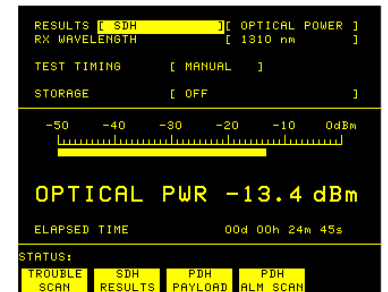 RESULTS [ SDH ][ OPTICAL POWER ]
RX WAVELENGTH [ 1310 nm ]
TEST TIMING [ MANUAL ]
STORAGE [ OFF ]
-50 -40 -30 -20 -10 0dBm
OPTICAL PWR -13.4 dBm
ELAPSED TIME 00d 00h 24m 45s
STATUS:
TROUBLE SCAN
SDH RESULTS
PDH PAYLOAD
PDH ALM SCAN